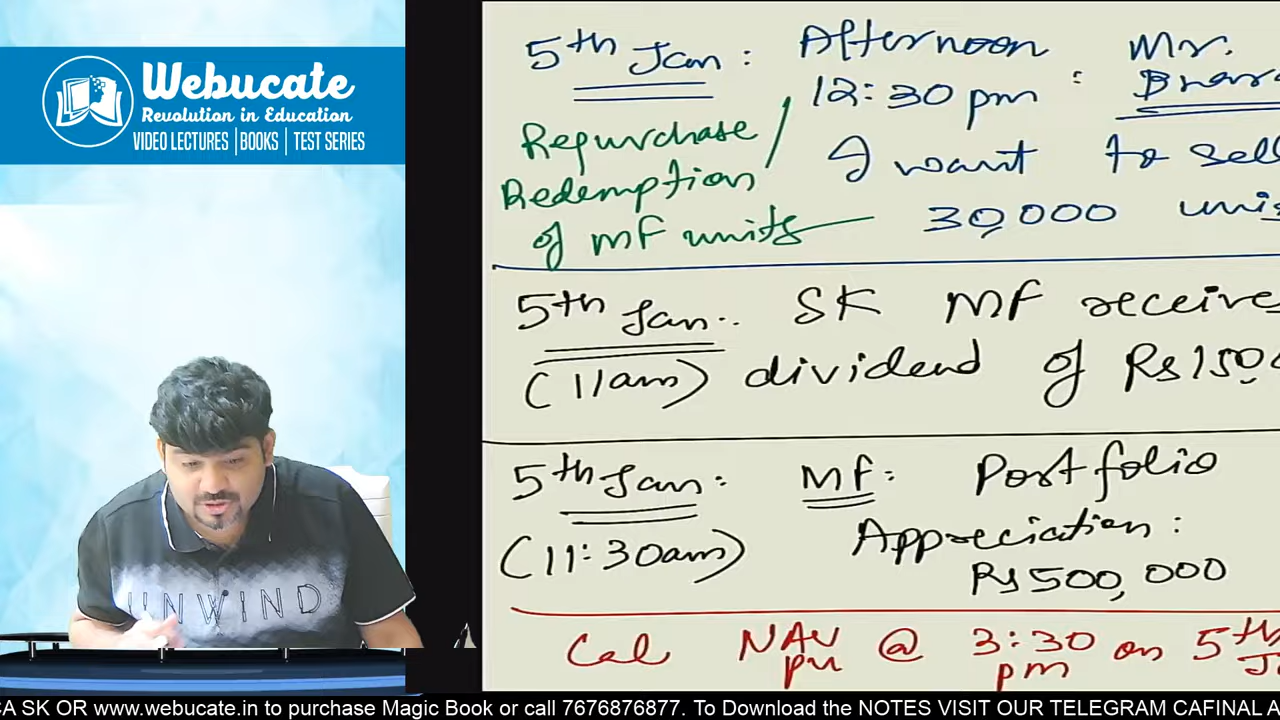 Webucate
Revolution in Education
VIDEO LECTURES | BOOKS | TEST SERIES
5th Jan : Afternoon Mr.
12:30 pm :
Repurchase /
Redemption
of MF units
I want to sell
30,000
5th Jan.. SK MF receive
(11am) dividend of Rs
5th Jan: MF: Portfolio
(11:30am) Appreciation :
Rs 500,000
Cal NAV @ 3:30 on 5th
pu pm
UNWIND
CA SK OR www.webucate.in to purchase Magic Book or call 7676876877. To Download the NOTES VISIT OUR TELEGRAM CAFINAL A